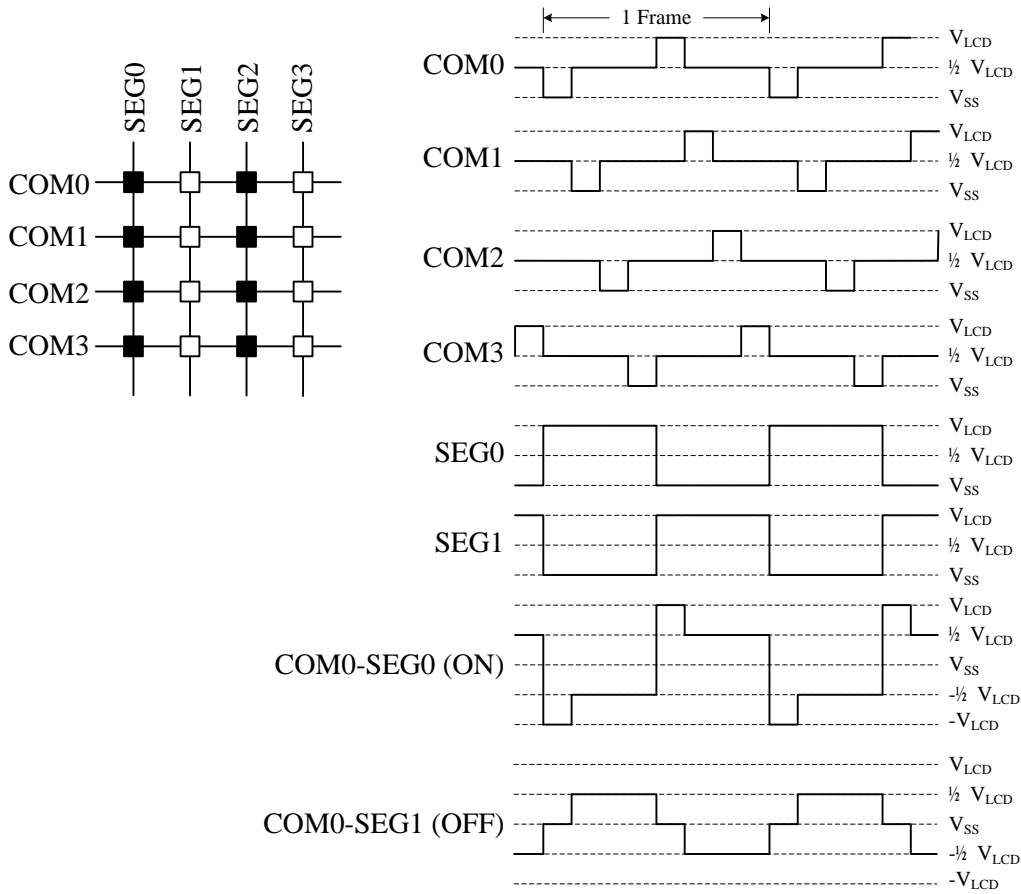 1 Frame
SEG0
SEG1
SEG2
SEG3
COM0
COM1
COM2
COM3
COM0
V_LCD
½ V_LCD
V_SS
COM1
V_LCD
½ V_LCD
V_SS
COM2
V_LCD
½ V_LCD
V_SS
COM3
V_LCD
½ V_LCD
V_SS
SEG0
V_LCD
½ V_LCD
V_SS
SEG1
V_LCD
½ V_LCD
V_SS
COM0-SEG0 (ON)
V_LCD
½ V_LCD
V_SS
-½ V_LCD
-V_LCD
COM0-SEG1 (OFF)
V_LCD
½ V_LCD
V_SS
-½ V_LCD
-V_LCD